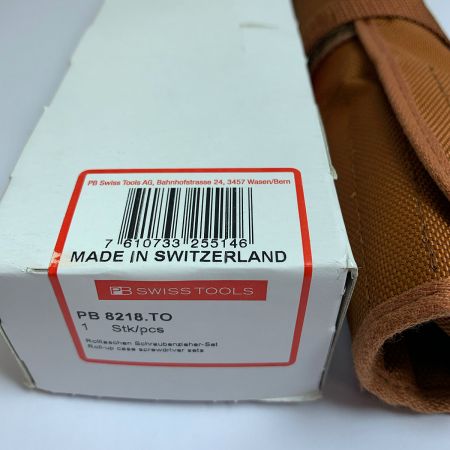 PB Swiss Tools AG, Bahnhofstrasse 24, 3457 Wasen/Bern
7 610733 255146
MADE IN SWITZERLAND
PB SWISS TOOLS
PB 8218.TO
1 Stk/pcs
Rolltaschen Schraubenzieher-Set
Roll-up case screwdriver sets